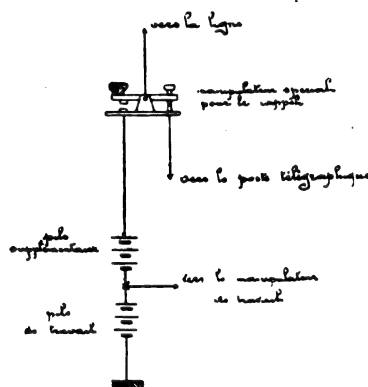 vers la ligne
manipulateur spécial
pour le rappel
vers le poste télégraphique
pile
supplémentaire
vers le manipulateur
de travail
pile
de travail